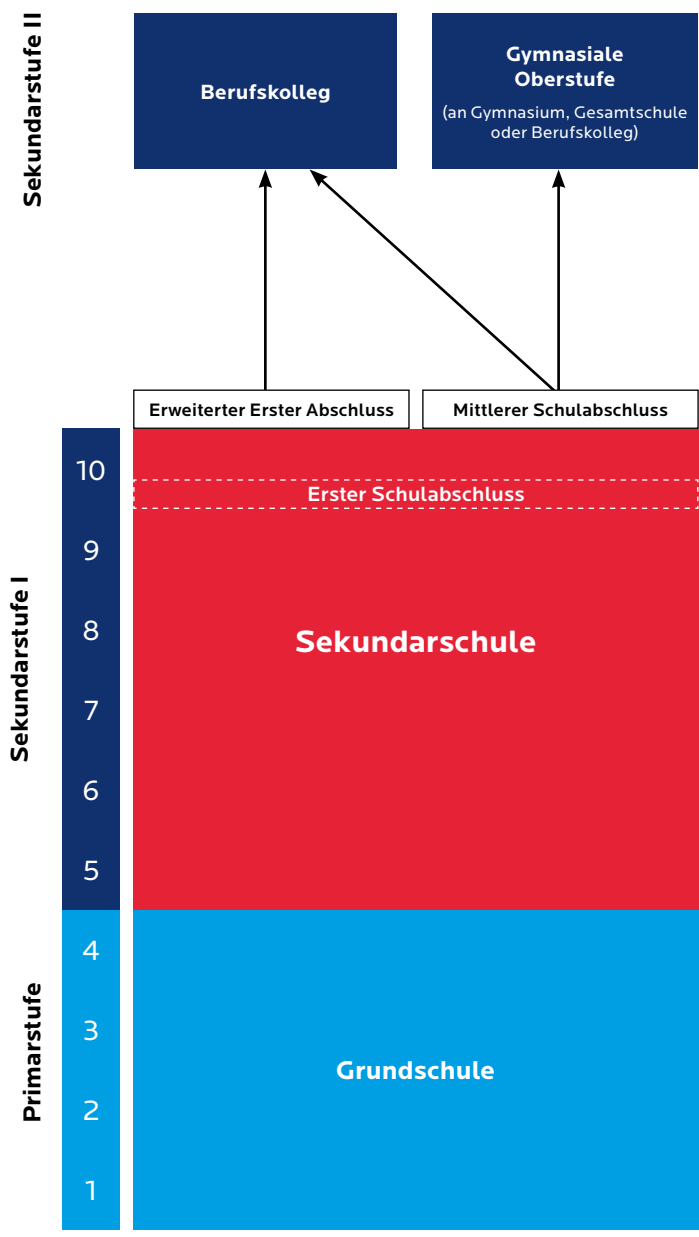 Sekundarstufe II
Berufskolleg
Gymnasiale
Oberstufe
(an Gymnasium, Gesamtschule
oder Berufskolleg)
Erweiterter Erster Abschluss
Mittlerer Schulabschluss
Sekundarstufe I
10
Erster Schulabschluss
9
8
Sekundarschule
7
6
5
Primarstufe
4
3
Grundschule
2
1